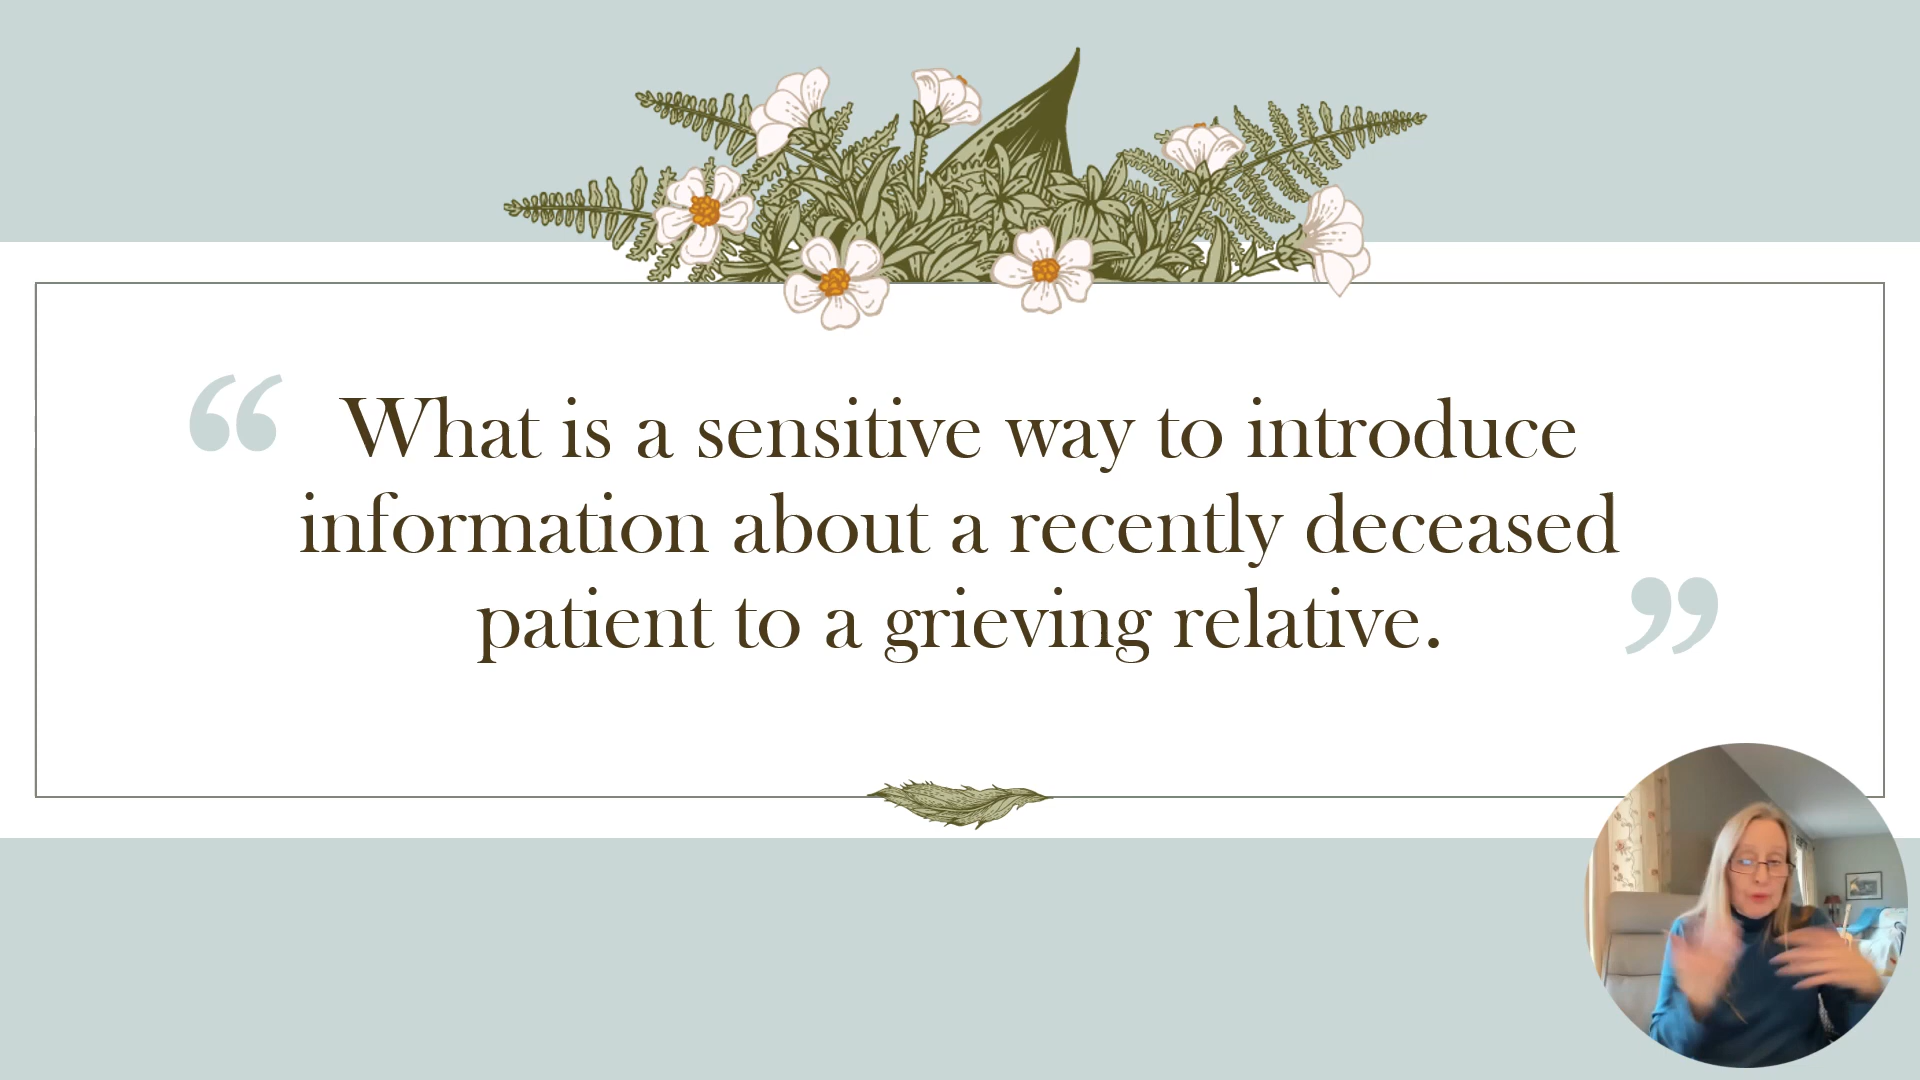 “ What is a sensitive way to introduce
information about a recently deceased
patient to a grieving relative. ”